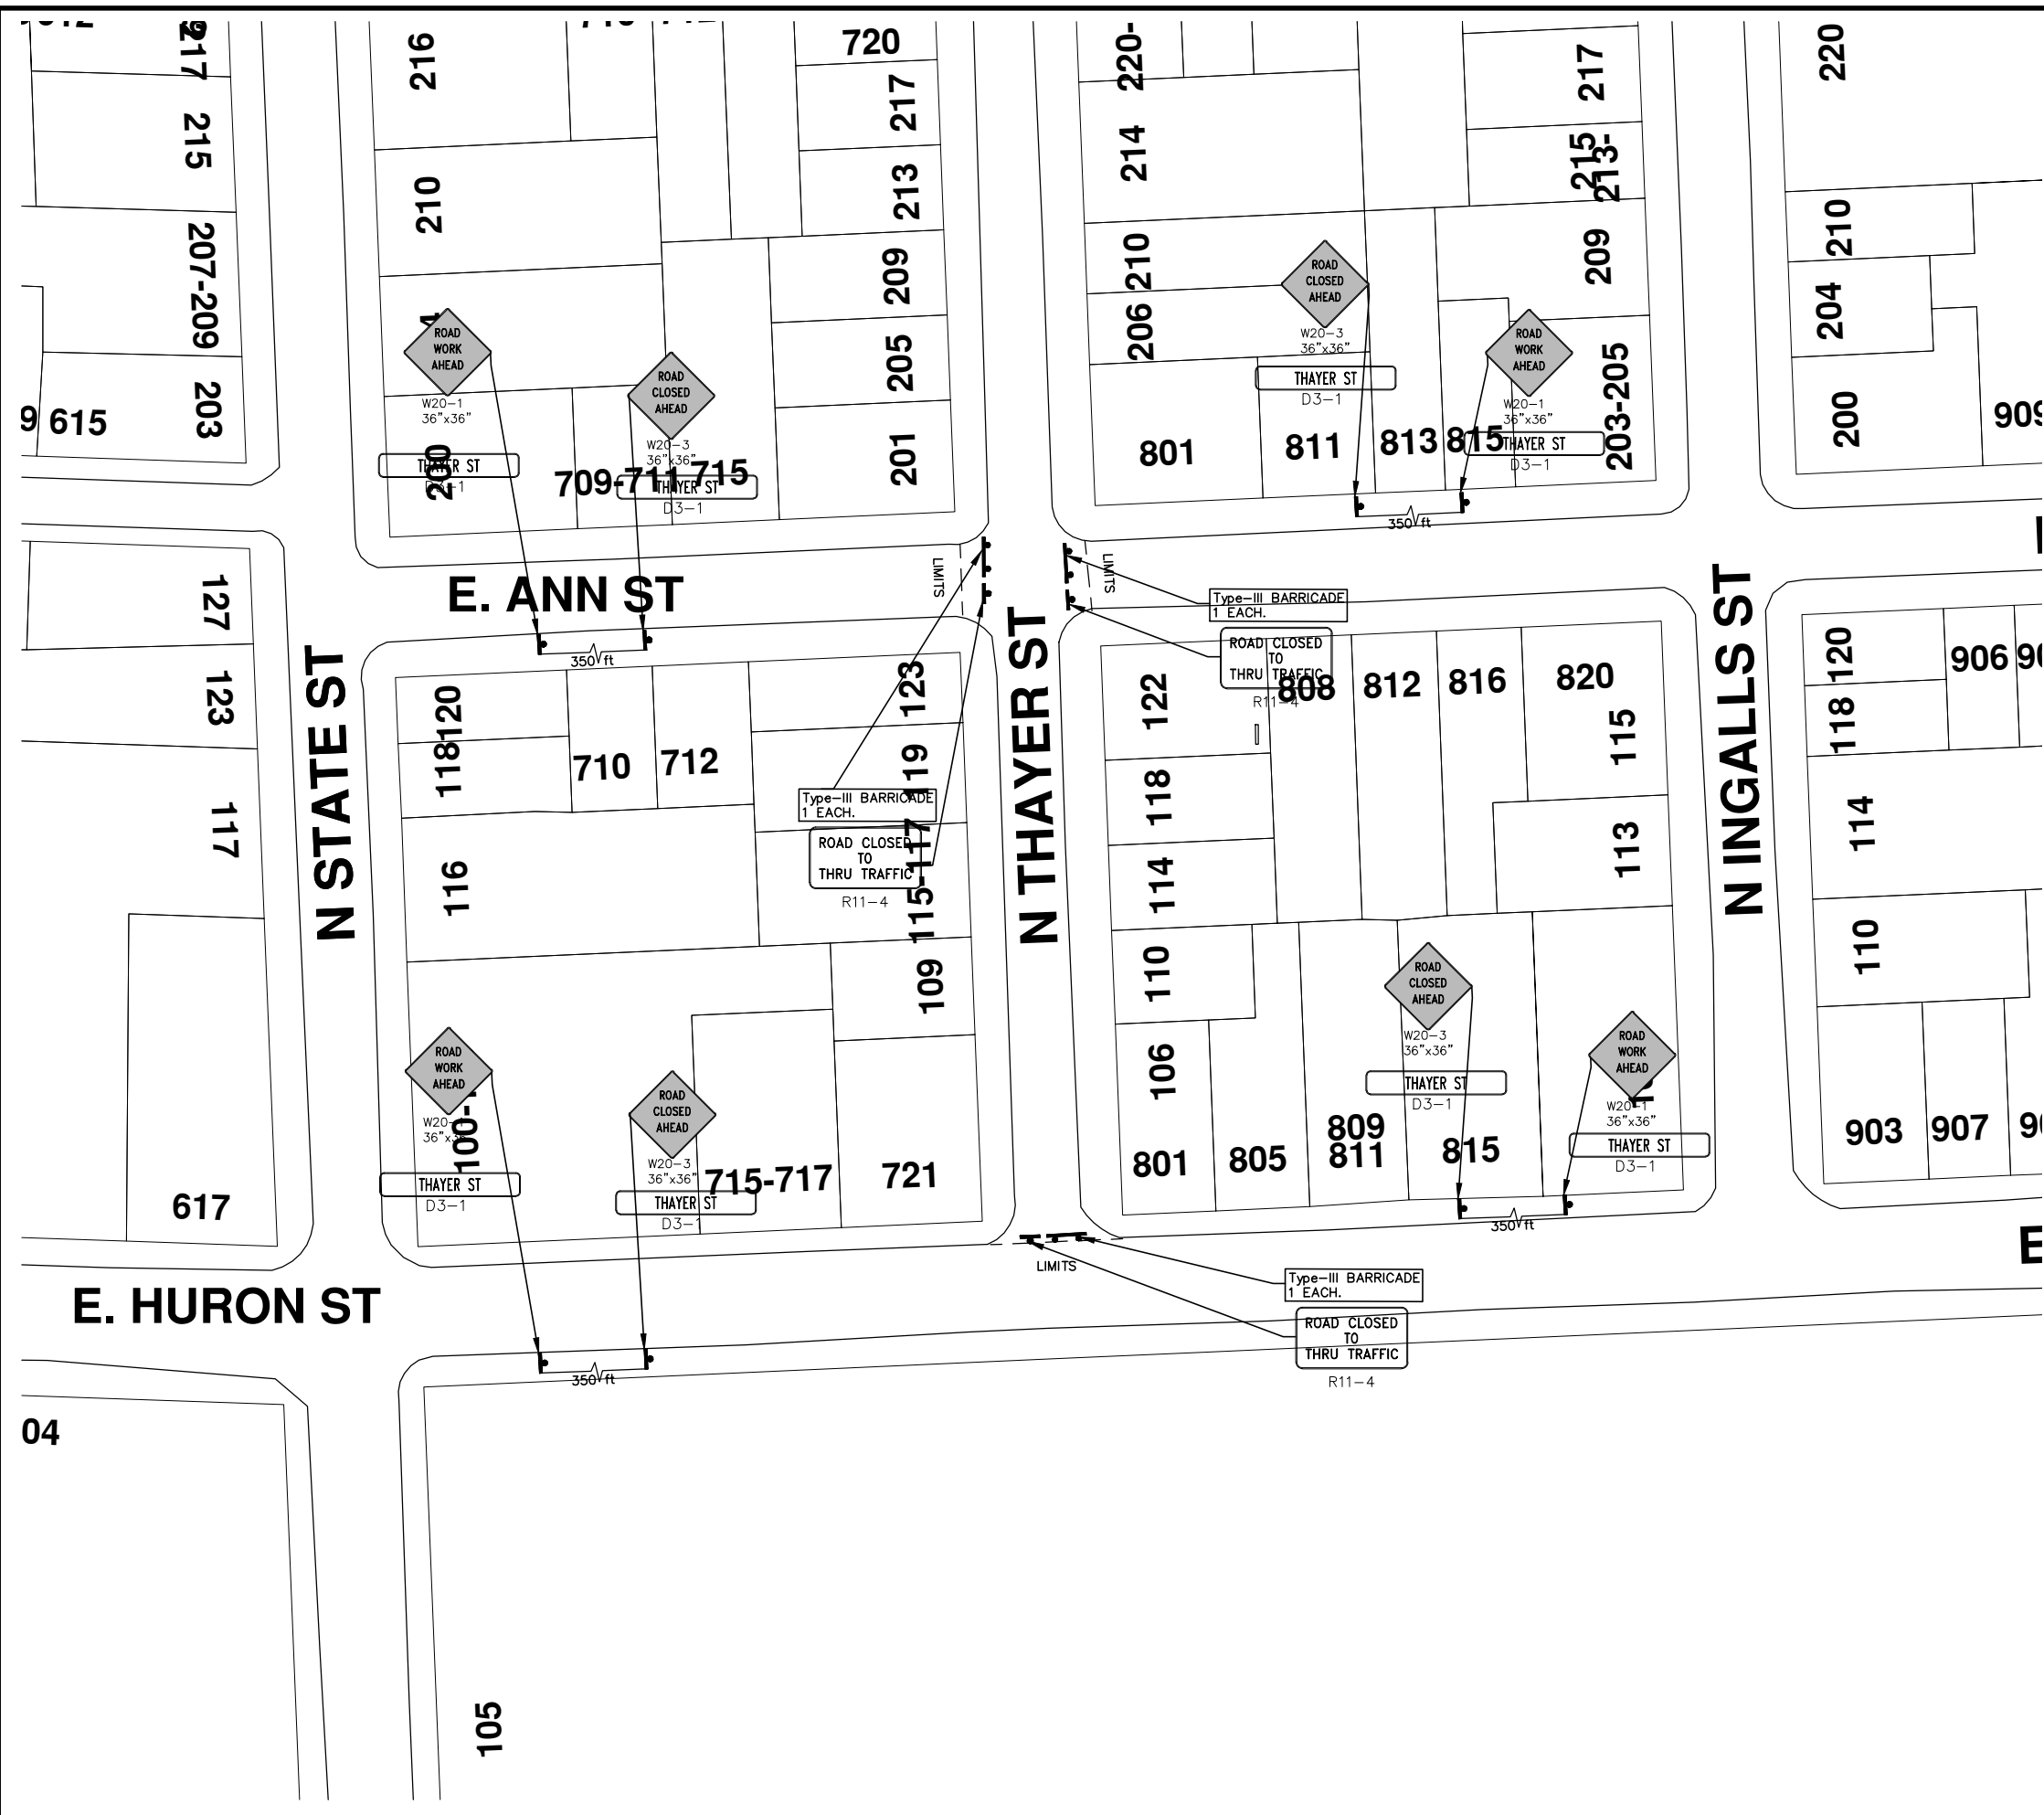 217
215
207-209
203
615
216
210
200
720
217
213
209
205
201
709-711
715
ROAD
WORK
AHEAD
W20-1
36"x36"
THAYER ST
ROAD
CLOSED
AHEAD
W20-3
36"x36"
THAYER ST
D3-1
220-
214
210
206
801
811
813
815
217
215
213-
209
203-205
ROAD
CLOSED
AHEAD
W20-3
36"x36"
THAYER ST
D3-1
ROAD
WORK
AHEAD
W20-1
36"x36"
THAYER ST
D3-1
350 ft
220
210
204
200
E. ANN ST
350 ft
LIMITS
LIMITS
Type-III BARRICADE
1 EACH.
ROAD CLOSED
TO
THRU TRAFFIC
R11-4
127
123
117
617
N STATE ST
120
118
116
710
712
123
119
115-117
109
Type-III BARRICADE
1 EACH.
ROAD CLOSED
TO
THRU TRAFFIC
R11-4
ROAD
WORK
AHEAD
36"x36"
THAYER ST
D3-1
ROAD
CLOSED
AHEAD
W20-3
36"x36"
THAYER ST
D3-1
715-717
721
N THAYER ST
122
118
114
110
106
808
812
816
820
115
113
801
805
809
811
815
ROAD
CLOSED
AHEAD
W20-3
36"x36"
THAYER ST
D3-1
ROAD
WORK
AHEAD
W20-1
36"x36"
THAYER ST
D3-1
350 ft
N INGALLS ST
120
118
114
110
906
903
907
LIMITS
Type-III BARRICADE
1 EACH.
ROAD CLOSED
TO
THRU TRAFFIC
R11-4
E. HURON ST
350 ft
04
105